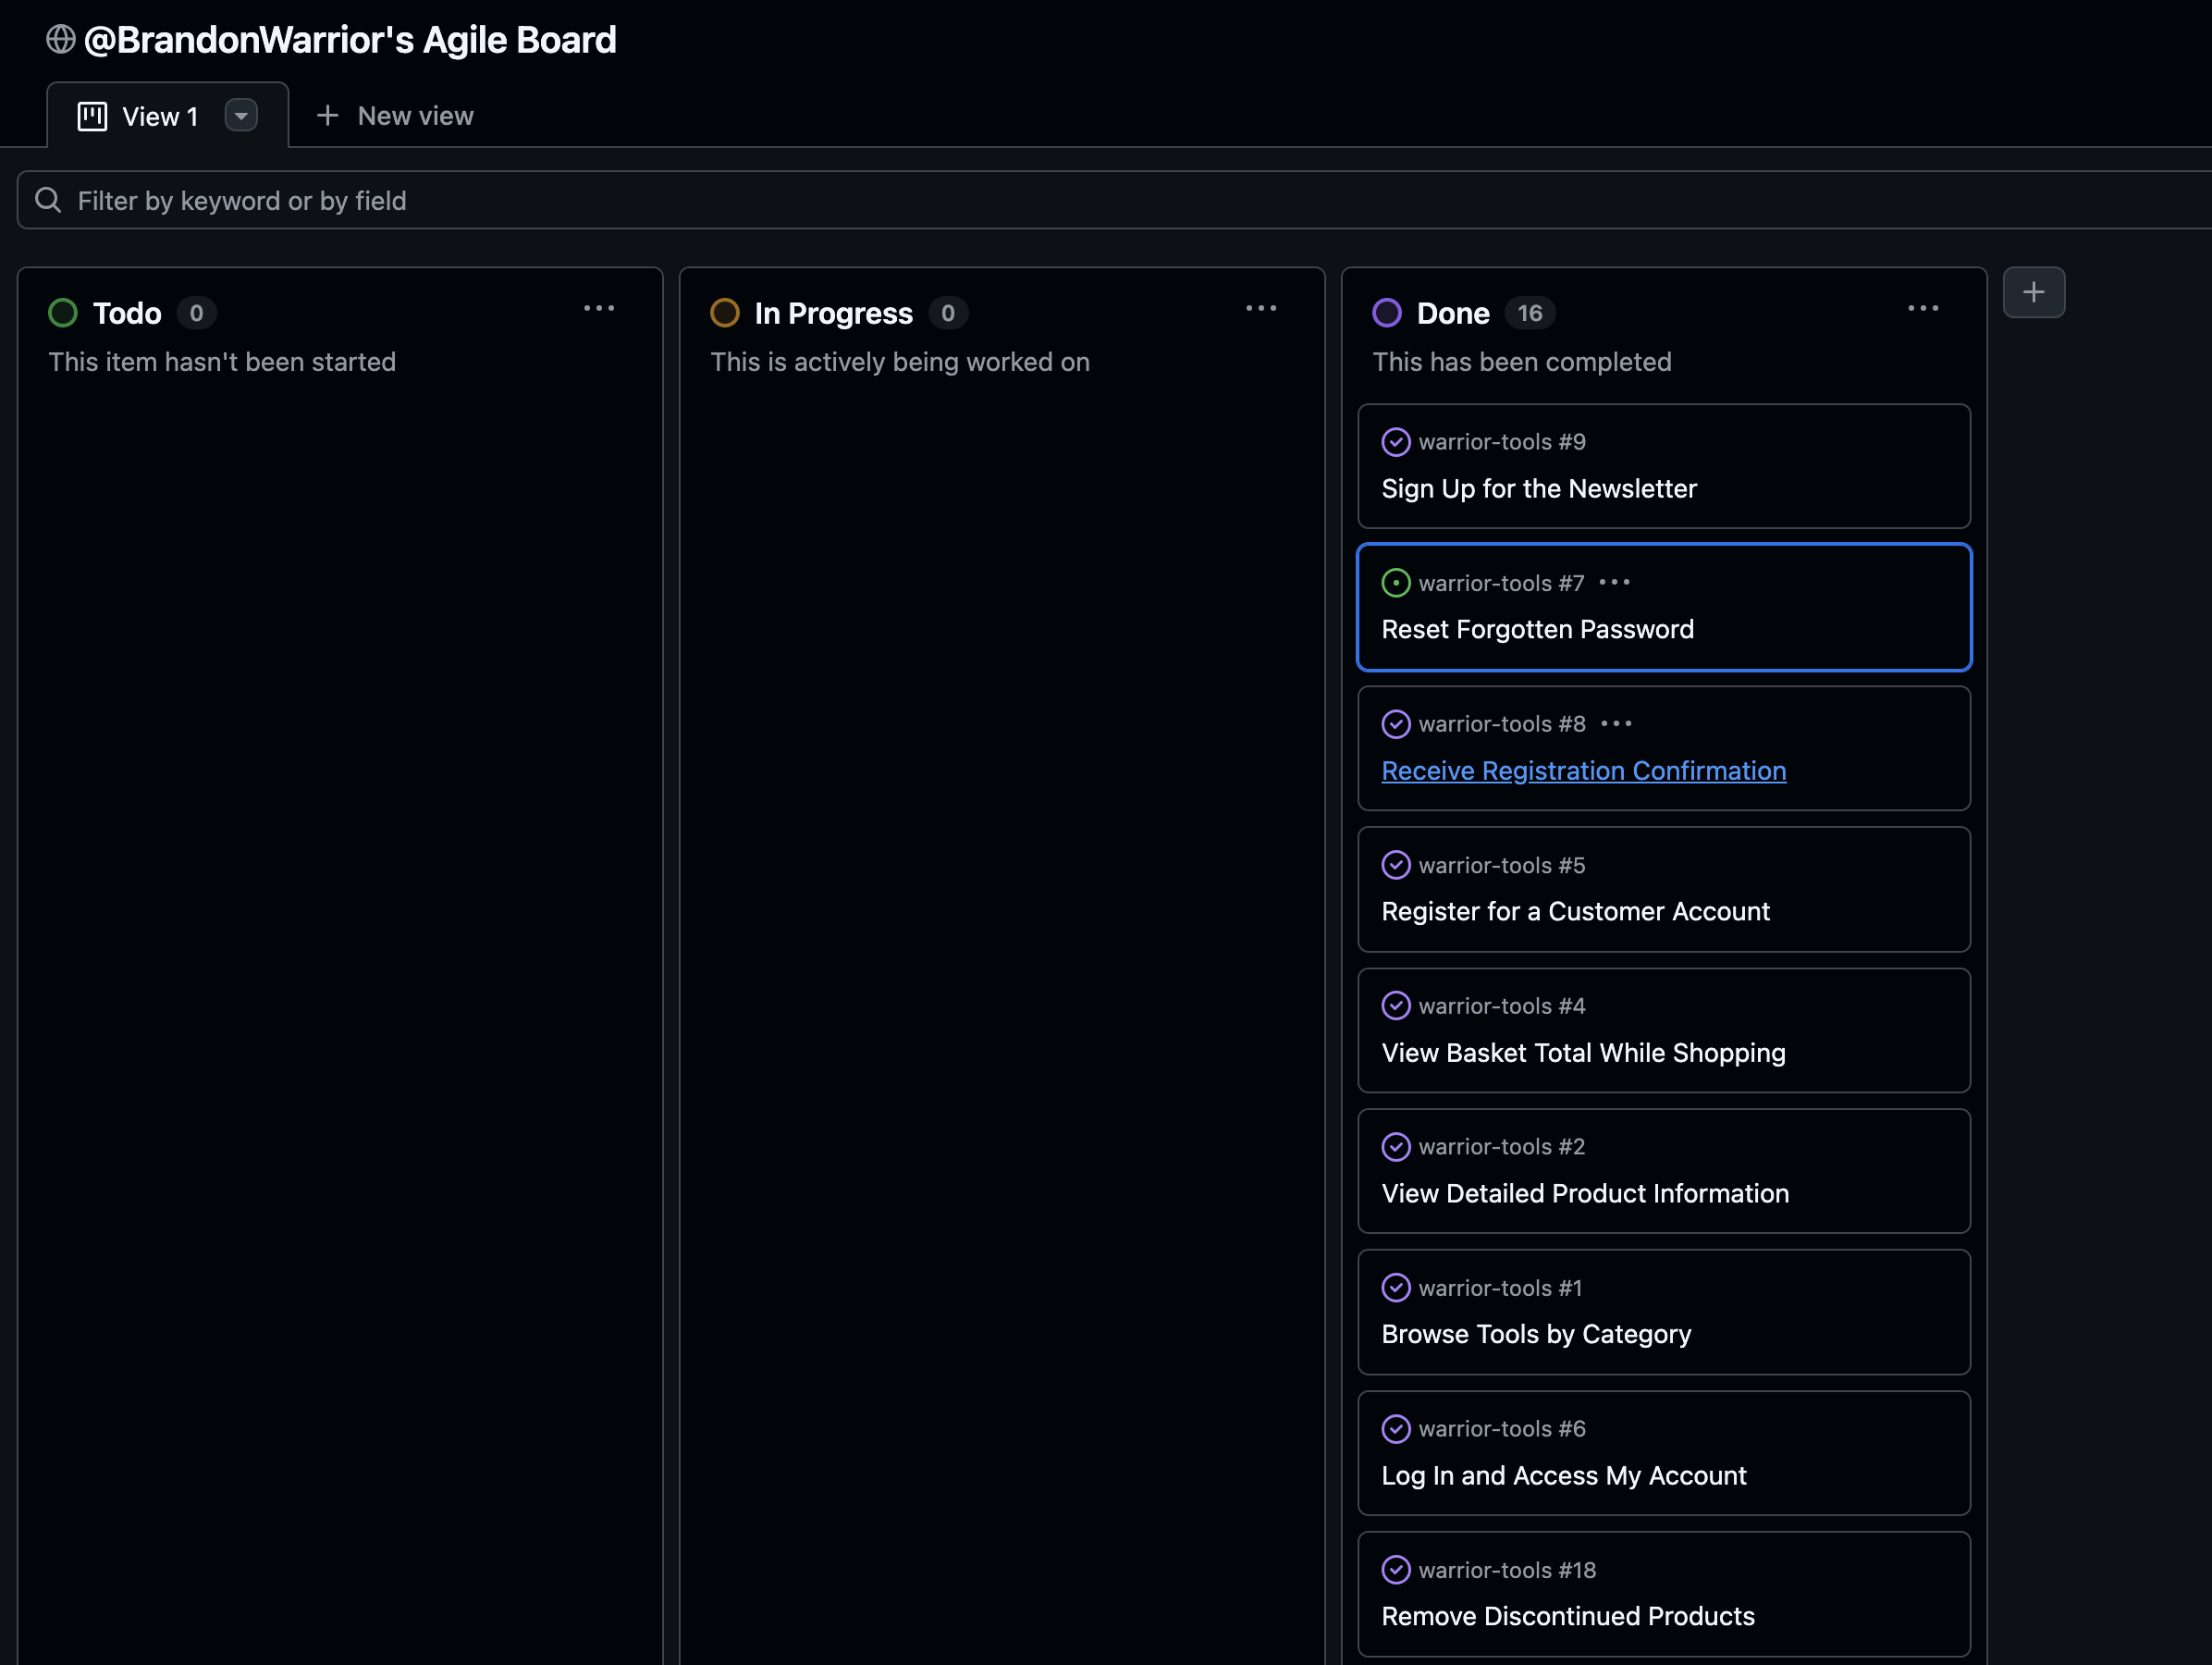 @BrandonWarrior's Agile Board
View 1
New view
Filter by keyword or by field
Todo 0
This item hasn't been started
In Progress 0
This is actively being worked on
Done 16
This has been completed
warrior-tools #9
Sign Up for the Newsletter
warrior-tools #7
Reset Forgotten Password
warrior-tools #8
Receive Registration Confirmation
warrior-tools #5
Register for a Customer Account
warrior-tools #4
View Basket Total While Shopping
warrior-tools #2
View Detailed Product Information
warrior-tools #1
Browse Tools by Category
warrior-tools #6
Log In and Access My Account
warrior-tools #18
Remove Discontinued Products